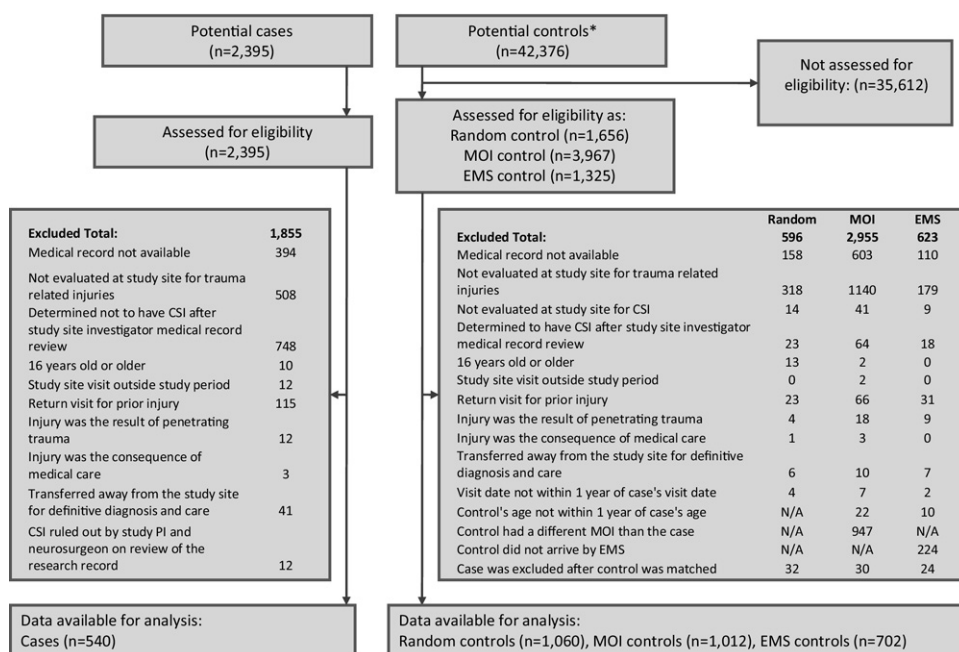 Potential cases
(n=2,395)
Potential controls*
(n=42,376)
Not assessed for
eligibility: (n=35,612)
Assessed for eligibility
(n=2,395)
Assessed for eligibility as:
Random control (n=1,656)
MOI control (n=3,967)
EMS control (n=1,325)
Excluded Total: 1,855
Medical record not available 394
Not evaluated at study site for trauma
related injuries 508
Determined not to have CSI after
study site investigator medical record
review 748
16 years old or older 10
Study site visit outside study period 12
Return visit for prior injury 115
Injury was the result of penetrating
trauma 12
Injury was the consequence of
medical care 3
Transferred away from the study site
for definitive diagnosis and care 41
CSI ruled out by study PI and
neurosurgeon on review of the
research record 12
Random MOI EMS
Excluded Total: 596 2,955 623
Medical record not available 158 603 110
Not evaluated at study site for trauma related
injuries 318 1140 179
Not evaluated at study site for CSI 14 41 9
Determined to have CSI after study site investigator
medical record review 23 64 18
16 years old or older 13 2 0
Study site visit outside study period 0 2 0
Return visit for prior injury 23 66 31
Injury was the result of penetrating trauma 4 18 9
Injury was the consequence of medical care 1 3 0
Transferred away from the study site for definitive
diagnosis and care 6 10 7
Visit date not within 1 year of case's visit date 4 7 2
Control's age not within 1 year of case's age N/A 22 10
Control had a different MOI than the case N/A 947 N/A
Control did not arrive by EMS N/A N/A 224
Case was excluded after control was matched 32 30 24
Data available for analysis:
Cases (n=540)
Data available for analysis:
Random controls (n=1,060), MOI controls (n=1,012), EMS controls (n=702)